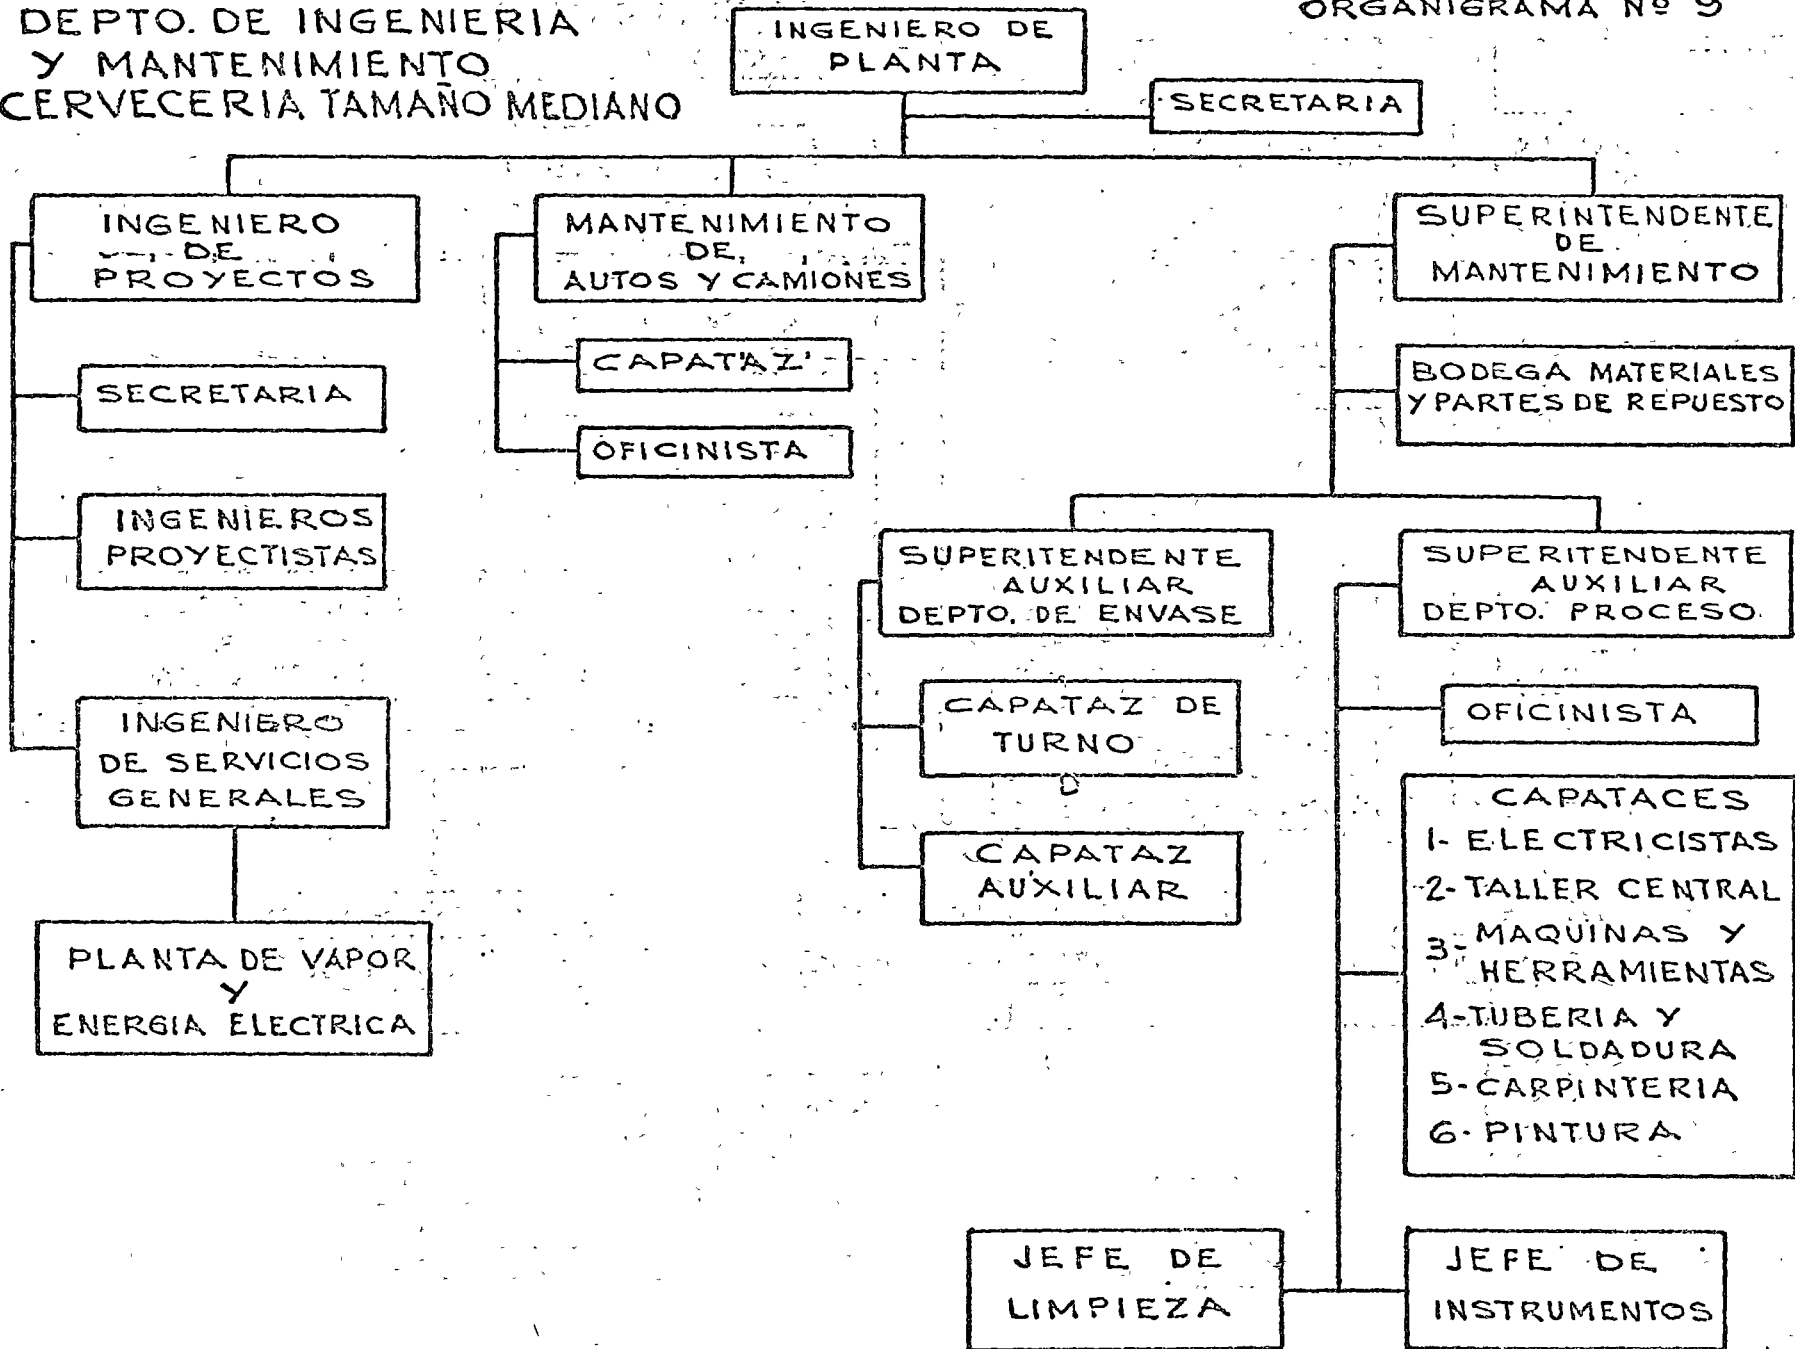 DEPTO. DE INGENIERIA
Y MANTENIMIENTO
CERVECERIA TAMAÑO MEDIANO
ORGANIGRAMA Nº 9
INGENIERO DE
PLANTA
SECRETARIA
INGENIERO
DE
PROYECTOS
SECRETARIA
INGENIEROS
PROYECTISTAS
INGENIERO
DE SERVICIOS
GENERALES
PLANTA DE VAPOR
Y
ENERGIA ELECTRICA
MANTENIMIENTO
DE
AUTOS Y CAMIONES
CAPATAZ
OFICINISTA
SUPERINTENDENTE
DE
MANTENIMIENTO
BODEGA MATERIALES
Y PARTES DE REPUESTO
SUPERITENDENTE
AUXILIAR
DEPTO. DE ENVASE
CAPATAZ DE
TURNO
CAPATAZ
AUXILIAR
SUPERITENDENTE
AUXILIAR
DEPTO. PROCESO
OFICINISTA
CAPATACES
1- ELECTRICISTAS
2- TALLER CENTRAL
3- MAQUINAS Y
HERRAMIENTAS
4- TUBERIA Y
SOLDADURA
5- CARPINTERIA
6- PINTURA
JEFE DE
LIMPIEZA
JEFE DE
INSTRUMENTOS